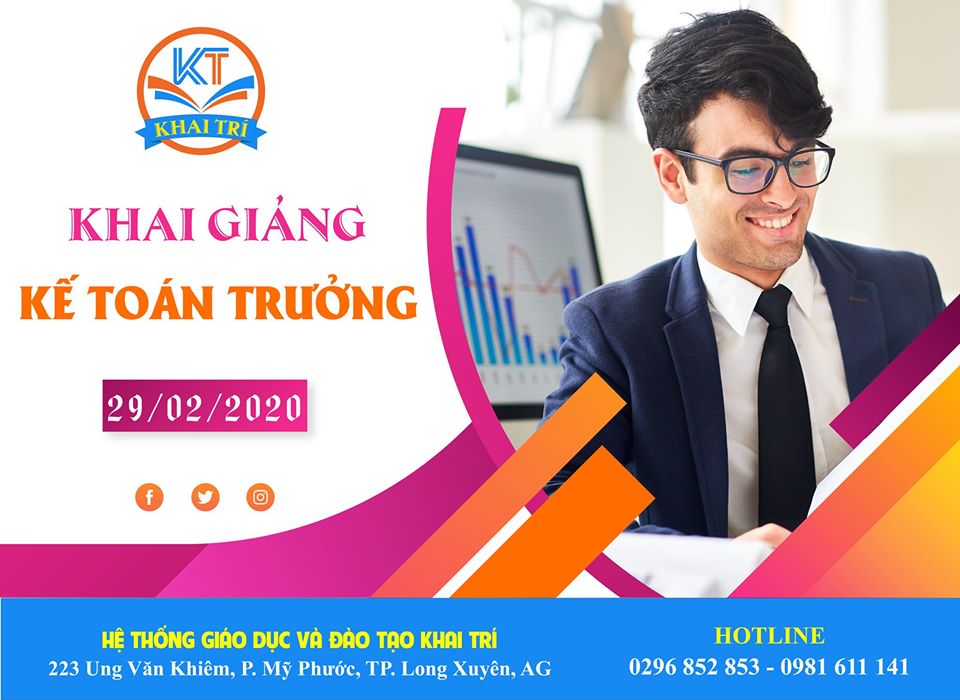 KT
KHAI TRÍ
KHAI GIẢNG
KẾ TOÁN TRƯỞNG
29/02/2020
HỆ THỐNG GIÁO DỤC VÀ ĐÀO TẠO KHAI TRÍ
223 Ung Văn Khiêm, P. Mỹ Phước, TP. Long Xuyên, AG
HOTLINE
0296 852 853 - 0981 611 141